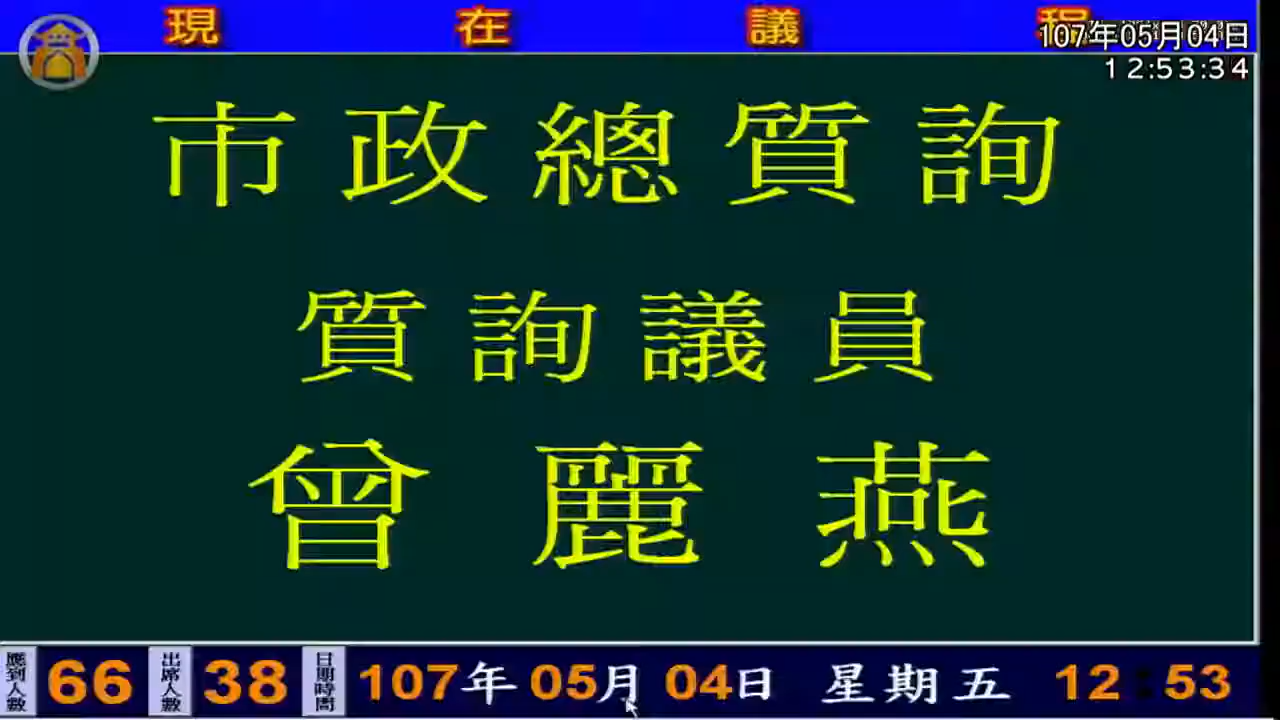 現在議程
107年05月04日
12:53:34
市政總質詢
質詢議員
曾麗燕
應到人數 66 出席人數 38 日期時間 107年05月04日 星期五 12:53